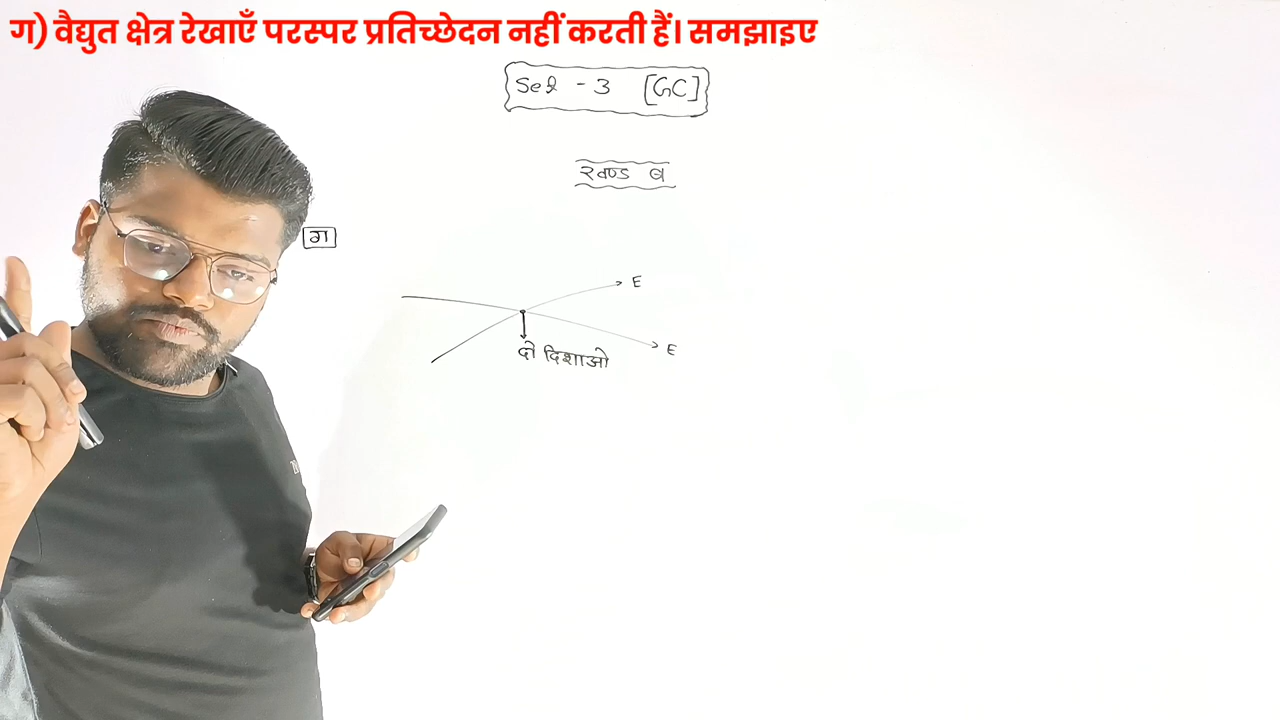 ग) वैद्युत क्षेत्र रेखाएँ परस्पर प्रतिच्छेदन नहीं करती हैं। समझाइए
Set - 3 [GC]
खण्ड ब
ग
E
E
दो दिशाओ